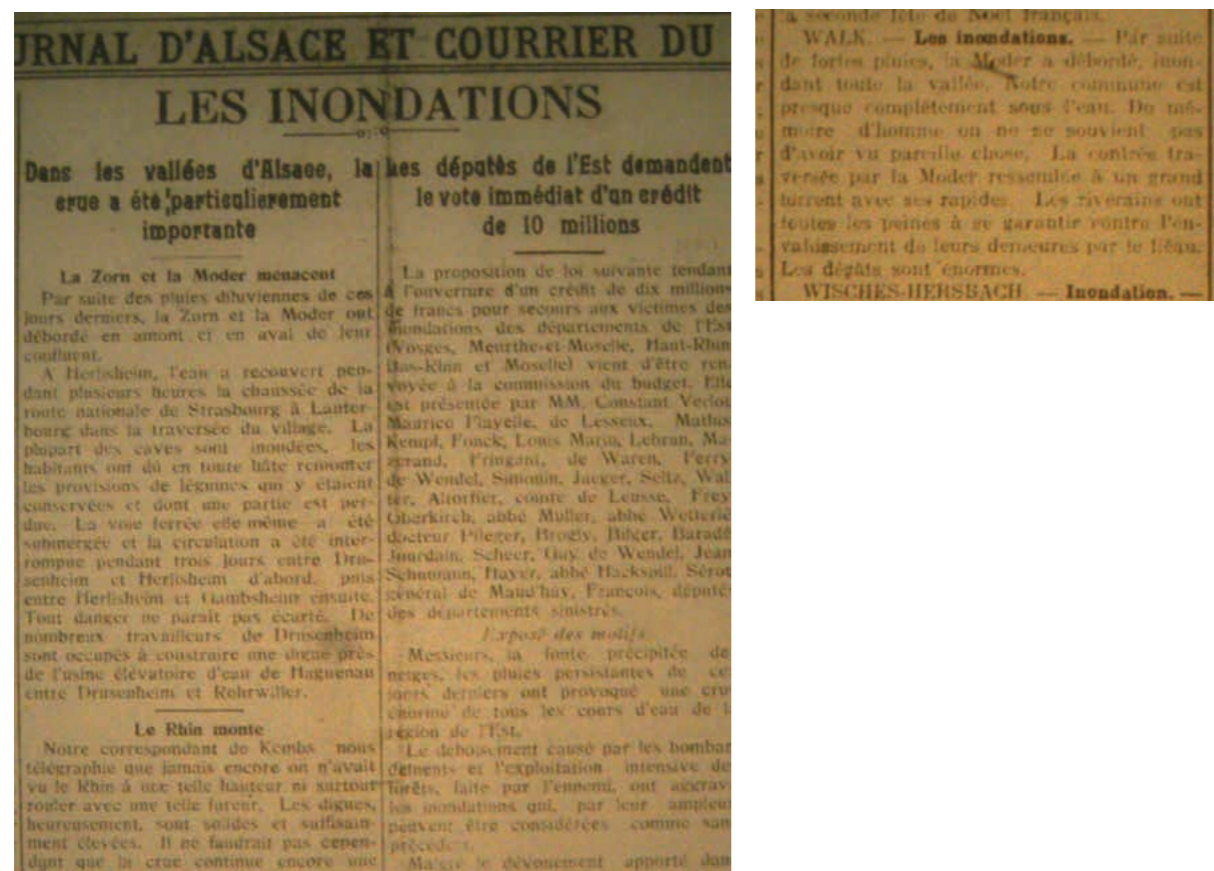 URNAL D'ALSACE ET COURRIER DU
LES INONDATIONS
Dans les vallées d'Alsace, la
crue a été particulièrement
importante
La Zorn et la Moder menacent
Par suite des pluies diluviennes de ces
jours derniers, la Zorn et la Moder ont
débordé en amont et en aval de leur
confluent.
A Herlisheim, l'eau a recouvert pen-
dant plusieurs heures la chaussée de la
route nationale de Strasbourg à Lauter-
bourg dans la traversée du village. La
plupart des caves sont inondées, les
habitants ont dû en toute hâte remonter
les provisions de légumes qui y étaient
conservées et dont une partie est per-
due. La voie ferrée elle même a été
submergée et la circulation a été inter-
rompue pendant trois jours entre Dru-
senheim et Herlisheim d'abord, puis
entre Herlisheim et Gambsheim ensuite.
Tout danger ne parait pas écarté. De
nombreux travailleurs de Drusenheim
sont occupés à construire une digue près
de l'usine élévatoire d'eau de Haguenau
entre Drusenheim et Rohrwiller.
Le Rhin monte
Notre correspondant de Kembs nous
télégraphie que jamais encore on n'avait
vu le Rhin à une telle hauteur ni surtout
rouler avec une telle fureur. Les digues,
heureusement, sont solides et suffisam-
ment élevées. Il ne faudrait pas cepen-
dant que la crue continue encore une
Les députés de l'Est demandent
le vote immédiat d'un crédit
de 10 millions
La proposition de loi suivante tendant
à l'ouverture d'un crédit de dix millions
de francs pour secours aux victimes des
inondations des départements de l'Est
(Vosges, Meurthe-et-Moselle, Haut-Rhin
Bas-Rhin et Moselle) vient d'être ren
voyée à la commission du budget. Elle
est présentée par MM. Constant Verlot
Maurice Flayelle, de Lesseux, Mathis
Kempf, Fonck, Louis Marin, Lebrun, Ma-
grand, Fringant, de Waren, Ferry
de Wendel, Simonin, Jaeger, Seltz, Wal
ter, Altorffer, comte de Leusse, Frey
Oberkirch, abbé Muller, abbé Wetterlé
docteur Pfleger, Brogly, Bilger, Baradé
Jourdain, Scheer, Guy de Wendel, Jean
Schumann, Hayer, abbé Hackspill, Sérot
général de Maud'huy, François, députés
des départements sinistrés.
Exposé des motifs
Messieurs, la fonte précipitée de
neiges, les pluies persistantes de ce
jours derniers ont provoqué une cru
énorme de tous les cours d'eau de l
région de l'Est.
Le déboisement causé par les bombar
dements et l'exploitation intensive de
forêts, faite par l'ennemi, ont aggrav
les inondations qui, par leur ampleur
peuvent être considérées comme san
précédent.
Malgré le dévouement apporté dan
la seconde fête de Noël français.
WALK. — Les inondations. — Par suite
de fortes pluies, la Moder a débordé, inon-
dant toute la vallée. Notre commune est
presque complètement sous l'eau. De mé-
moire d'homme on ne se souvient pas
d'avoir vu pareille chose. La contrée tra-
versée par la Moder ressemble à un grand
torrent avec ses rapides. Les riverains ont
toutes les peines à se garantir contre l'en-
vahissement de leurs demeures par le fléau.
Les dégâts sont énormes.
WISCHES-HERSBACH — Inondation. —